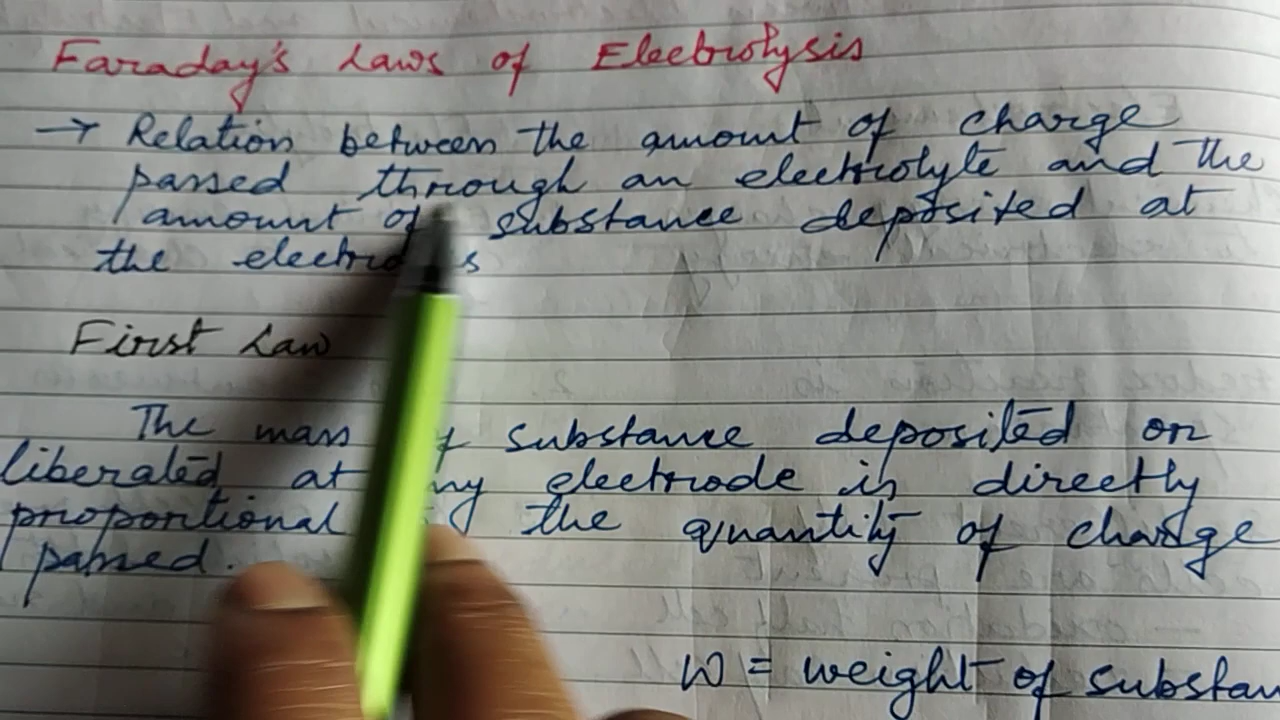 Faraday's Laws of Electrolysis
→ Relation between the amount of charge
passed through an electrolyte and the
amount of substance deposited at
the electrodes
First Law
The mass of substance deposited or
liberated at any electrode is directly
proportional the quantity of charge
passed.
W = weight of substan